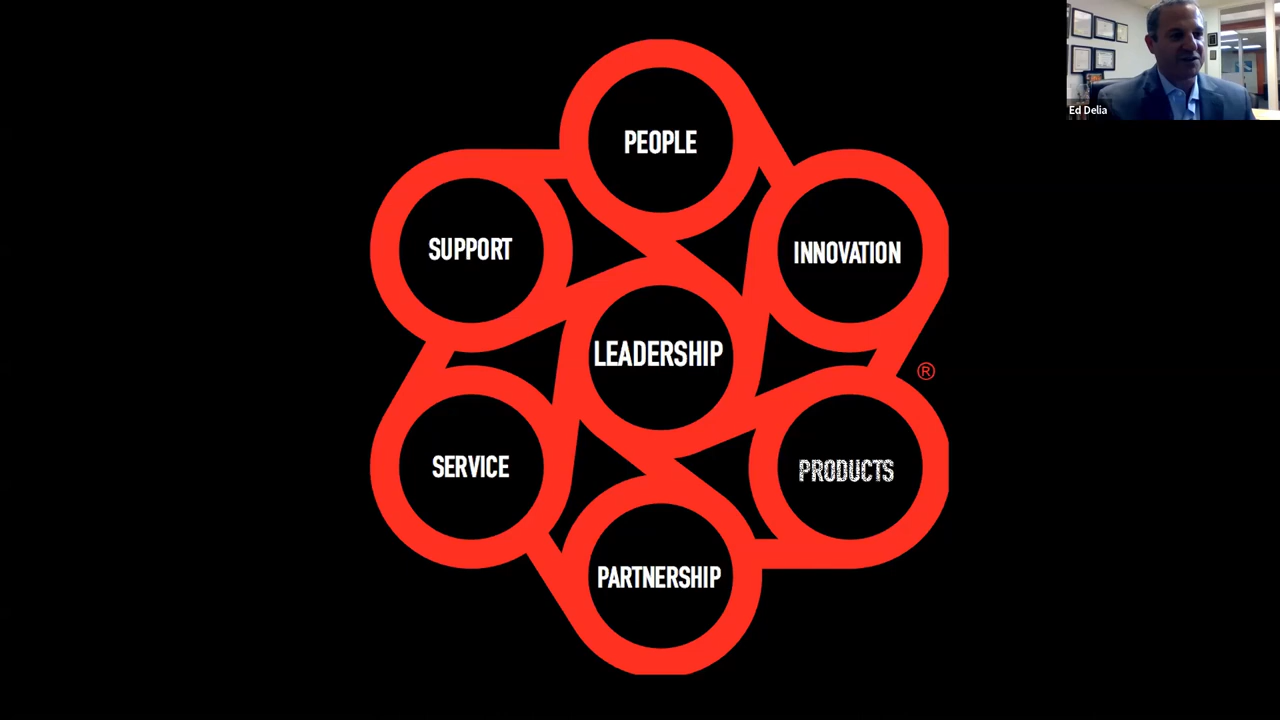 Ed Delia
PEOPLE
SUPPORT
INNOVATION
LEADERSHIP
®
SERVICE
PRODUCTS
PARTNERSHIP